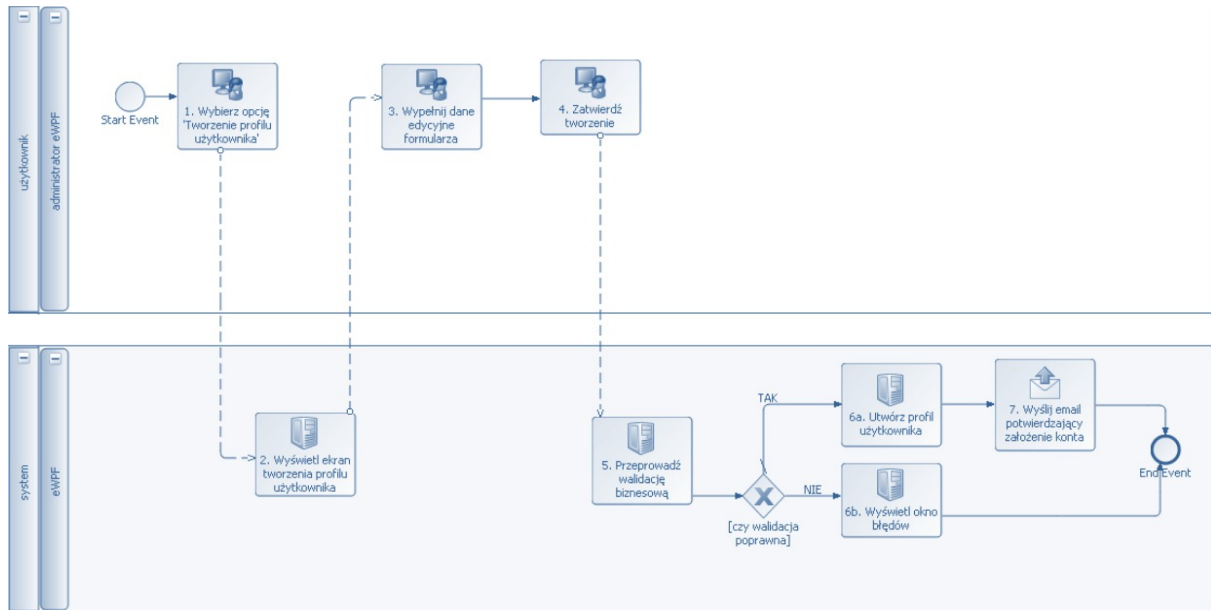 użytkownik
administrator eWPF
Start Event
1. Wybierz opcję
'Tworzenie profilu
użytkownika'
3. Wypełnij dane
edycyjne
formularza
4. Zatwierdź
tworzenie
system
eWPF
2. Wyświetl ekran
tworzenia profilu
użytkownika
5. Przeprowadź
walidację
biznesową
[czy walidacja
poprawna]
TAK
NIE
6a. Utwórz profil
użytkownika
7. Wyślij email
potwierdzający
założenie konta
6b. Wyświetl okno
błędów
End Event